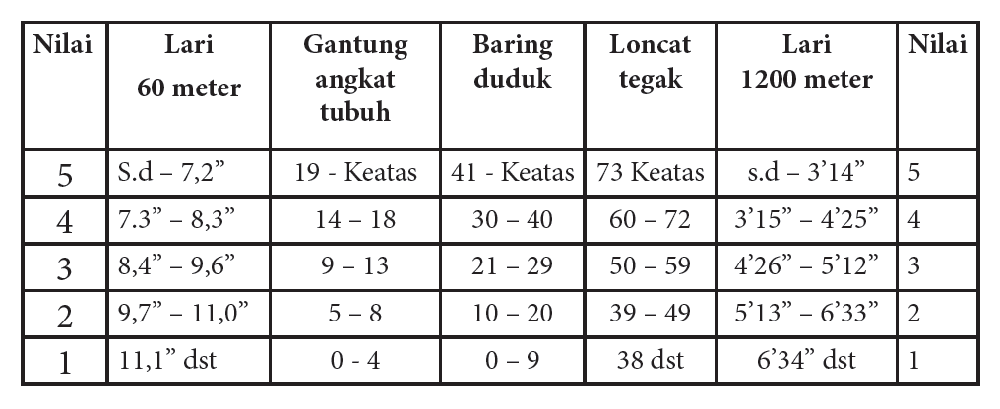 Nilai Lari 60 meter Gantung angkat tubuh Baring duduk Loncat tegak Lari 1200 meter Nilai
5 S.d – 7,2” 19 - Keatas 41 - Keatas 73 Keatas s.d – 3’14” 5
4 7.3” – 8,3” 14 – 18 30 – 40 60 – 72 3’15” – 4’25” 4
3 8,4” – 9,6” 9 – 13 21 – 29 50 – 59 4’26” – 5’12” 3
2 9,7” – 11,0” 5 – 8 10 – 20 39 – 49 5’13” – 6’33” 2
1 11,1” dst 0 - 4 0 – 9 38 dst 6’34” dst 1